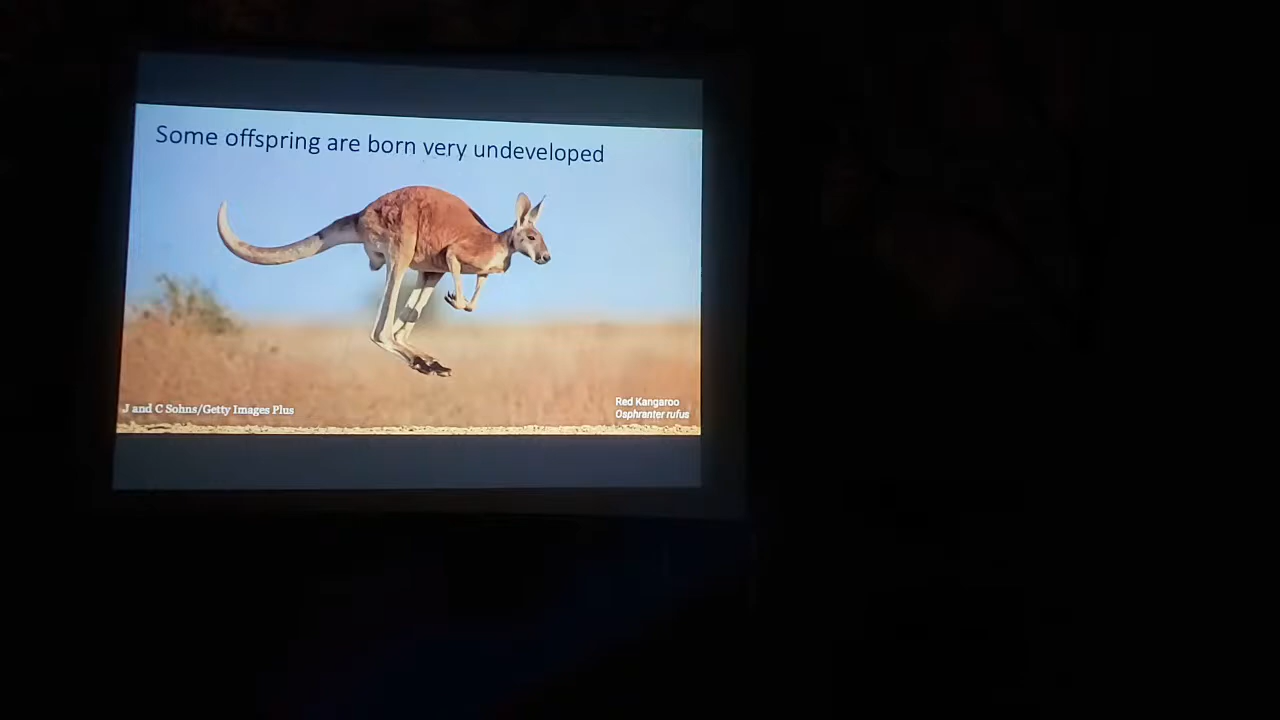 Some offspring are born very undeveloped
J and C Sohns/Getty Images Plus
Red Kangaroo
Osphranter rufus